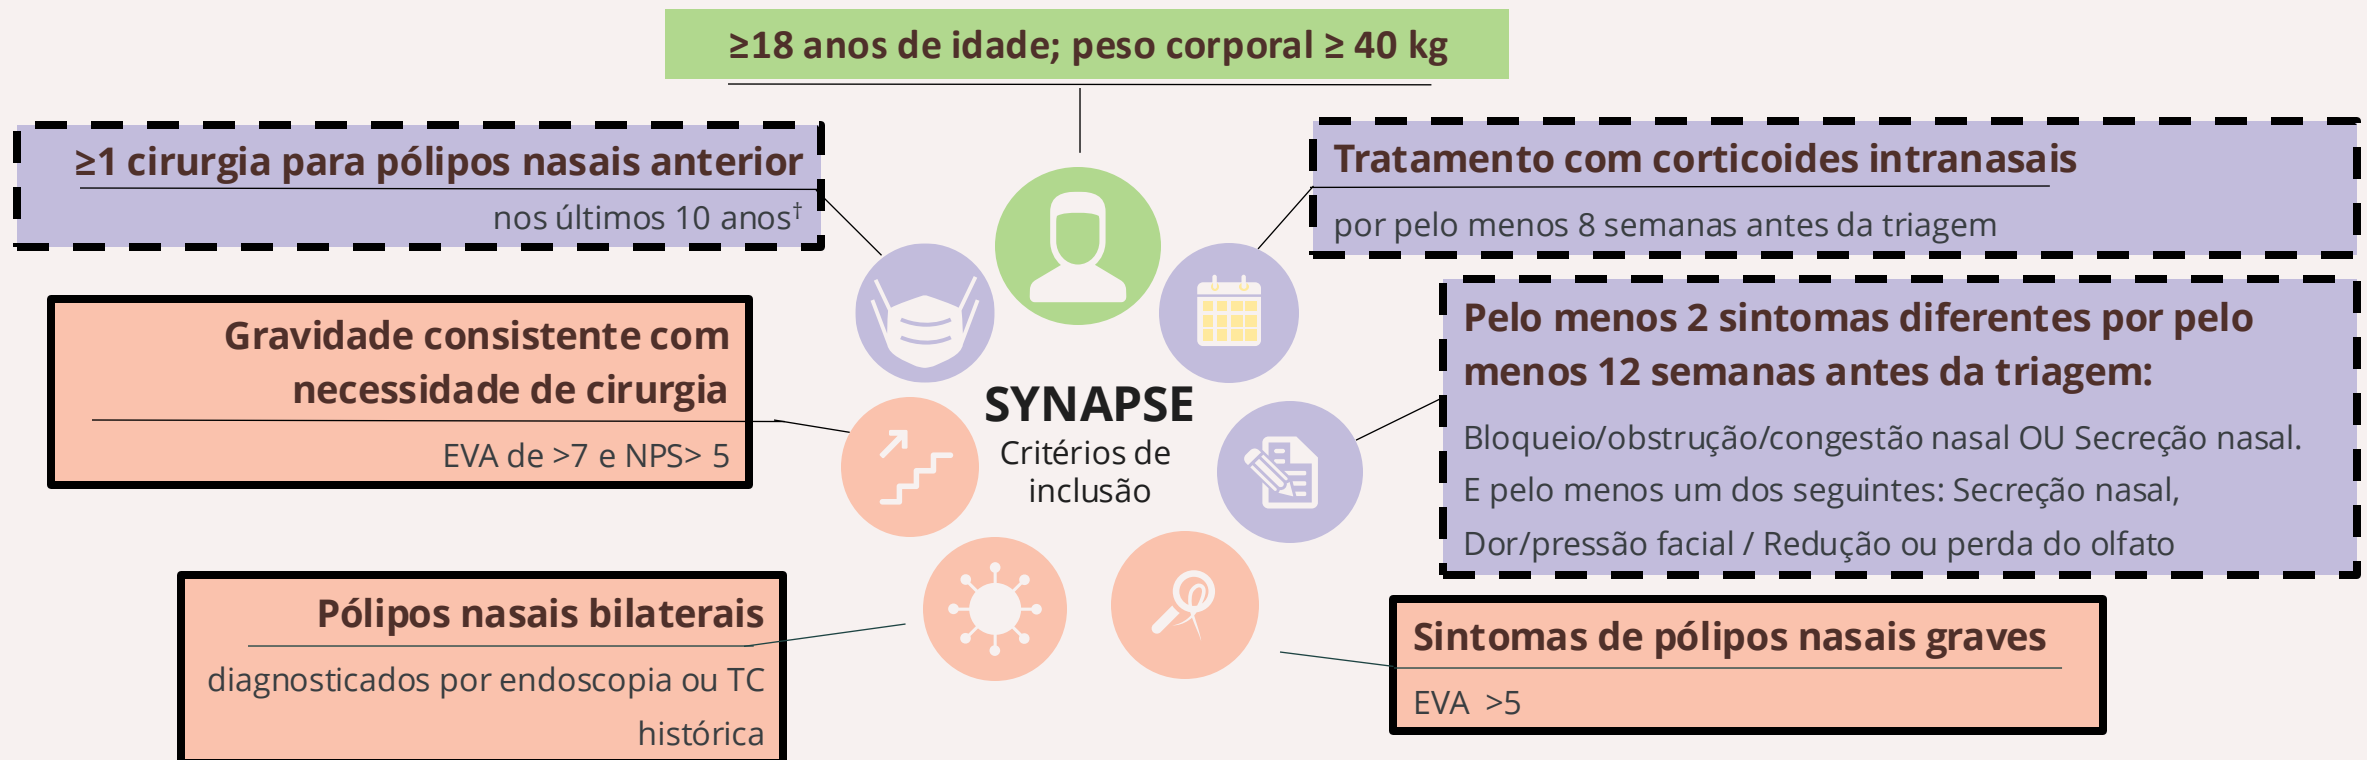 ≥18 anos de idade; peso corporal ≥ 40 kg
≥1 cirurgia para pólipos nasais anterior
nos últimos 10 anos†
Tratamento com corticoides intranasais
por pelo menos 8 semanas antes da triagem
Gravidade consistente com
necessidade de cirurgia
EVA de >7 e NPS> 5
SYNAPSE
Critérios de
inclusão
Pelo menos 2 sintomas diferentes por pelo
menos 12 semanas antes da triagem:
Bloqueio/obstrução/congestão nasal OU Secreção nasal.
E pelo menos um dos seguintes: Secreção nasal,
Dor/pressão facial / Redução ou perda do olfato
Pólipos nasais bilaterais
diagnosticados por endoscopia ou TC
histórica
Sintomas de pólipos nasais graves
EVA >5